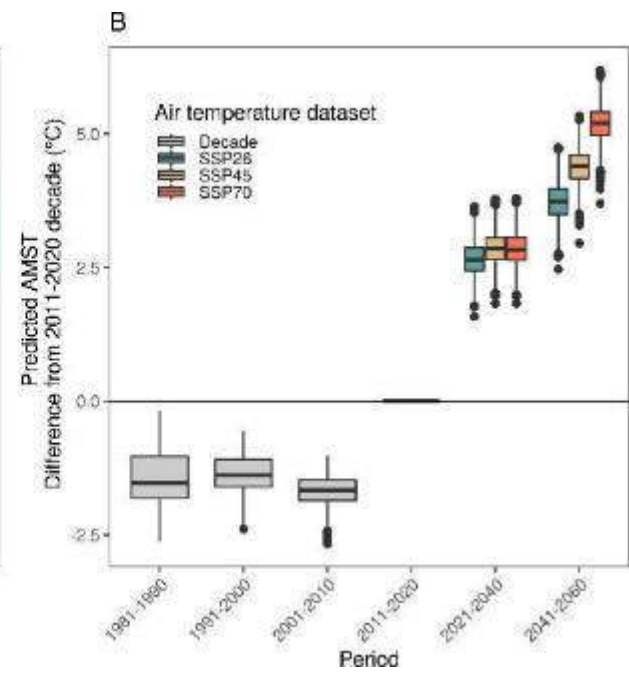 B
Predicted AMST
Difference from 2011-2020 decade (°C)
Air temperature dataset
Decade
SSP26
SSP45
SSP70
5.0
2.5
0.0
-2.5
1981-1990
1991-2000
2001-2010
2011-2020
2021-2040
2041-2060
Period